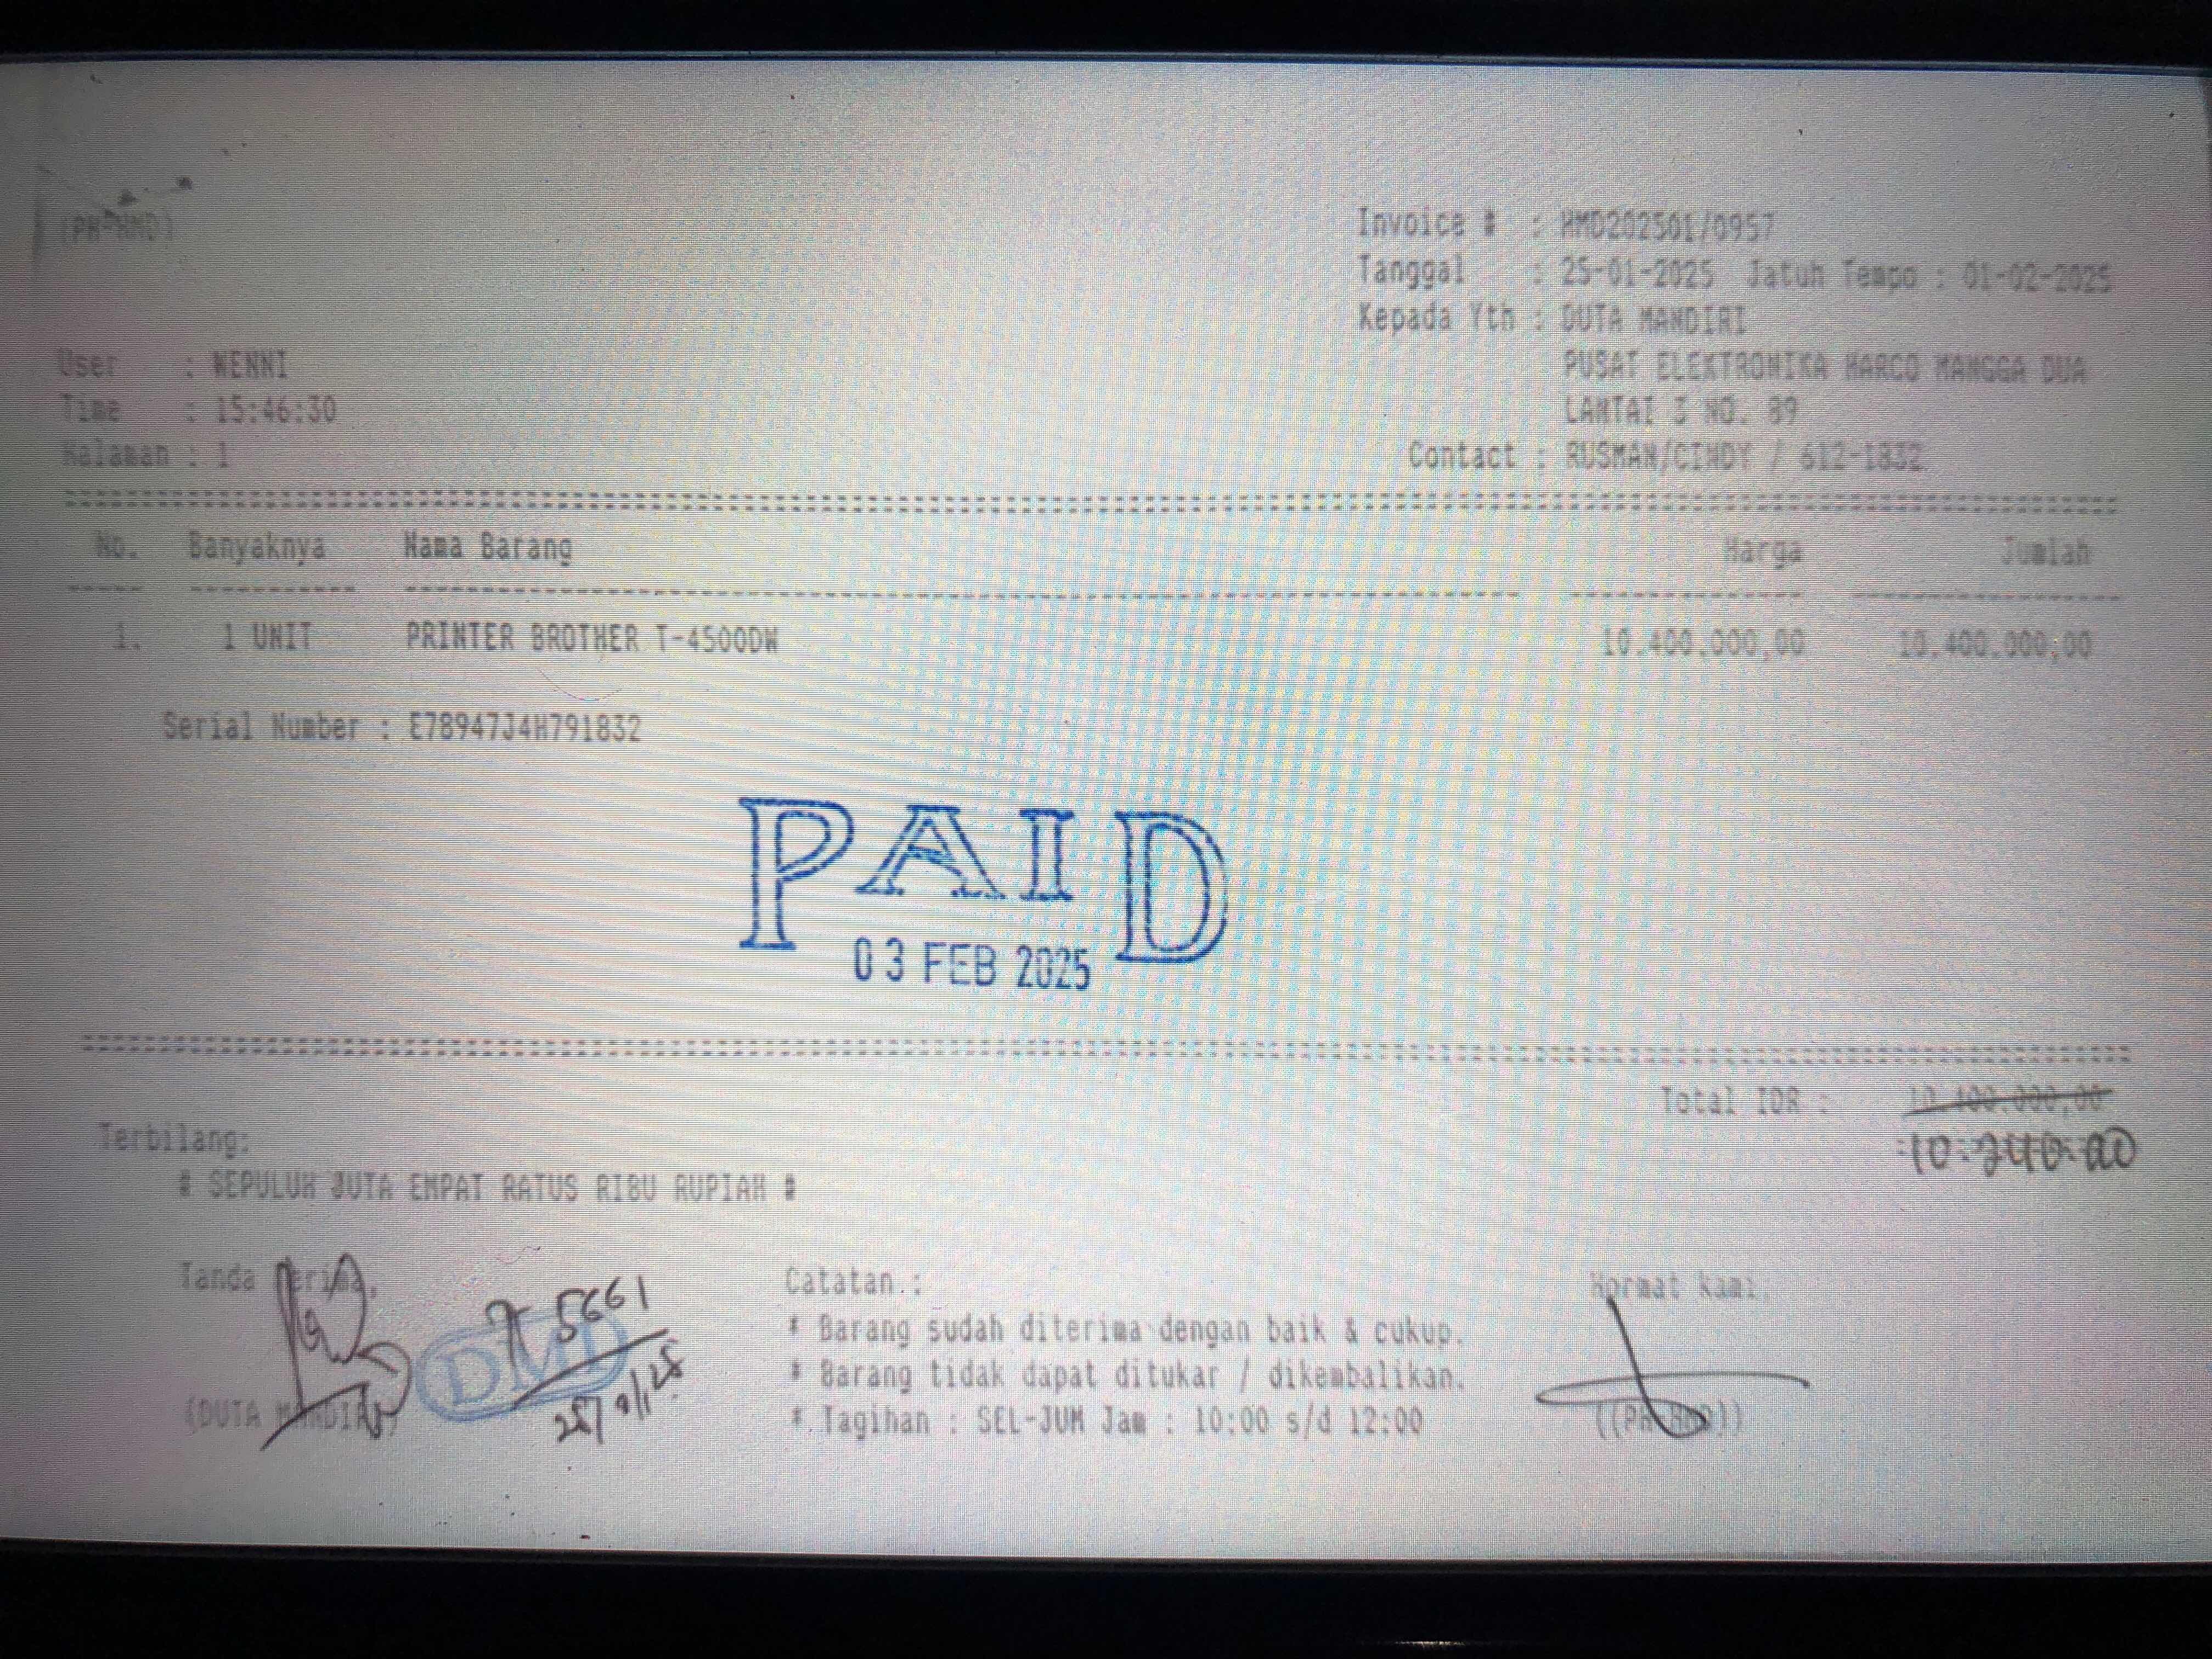 (PH-HMD)
Invoice # : HMD202501/0957
Tanggal : 25-01-2025 Jatuh Tempo : 01-02-2025
Kepada Yth : DUTA MANDIRI
PUSAT ELEKTRONIKA HARCO MANGGA DUA
LANTAI 3 NO. 89
Contact : RUSMAN/CINDY / 612-1832
User : WENNI
Time : 15:46:30
Halaman : 1
No. Banyaknya Nama Barang Harga Jumlah
1. 1 UNIT PRINTER BROTHER T-4500DW 10.400.000,00 10.400.000,00
Serial Number : E78947J4H791832
PAID
03 FEB 2025
Total IDR : 10.400.000,00
Terbilang:
# SEPULUH JUTA EMPAT RATUS RIBU RUPIAH #
Tanda Terima,
5661
DMD
(DUTA MANDIRI)
Catatan :
* Barang sudah diterima dengan baik & cukup.
* Barang tidak dapat ditukar / dikembalikan.
* Tagihan : SEL-JUM Jam : 10:00 s/d 12:00
Hormat kami,
((PH-HMD))